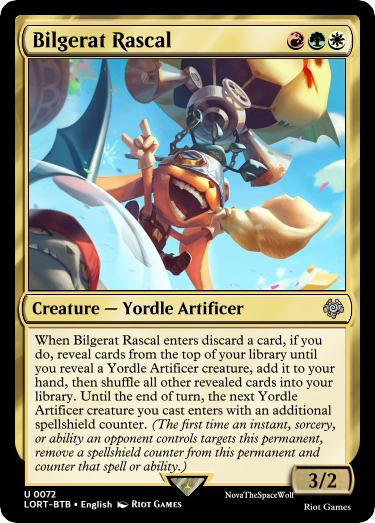 Bilgerat Rascal
Creature — Yordle Artificer
When Bilgerat Rascal enters discard a card, if you
do, reveal cards from the top of your library until
you reveal a Yordle Artificer creature, add it to your
hand, then shuffle all other revealed cards into your
library. Until the end of turn, the next Yordle
Artificer creature you cast enters with an additional
spellshield counter. (The first time an instant, sorcery,
or ability an opponent controls targets this permanent,
remove a spellshield counter from this permanent and
counter that spell or ability.)
3/2
U 0072
LORT-BTB • English Riot Games
NovaTheSpaceWolf
Riot Games